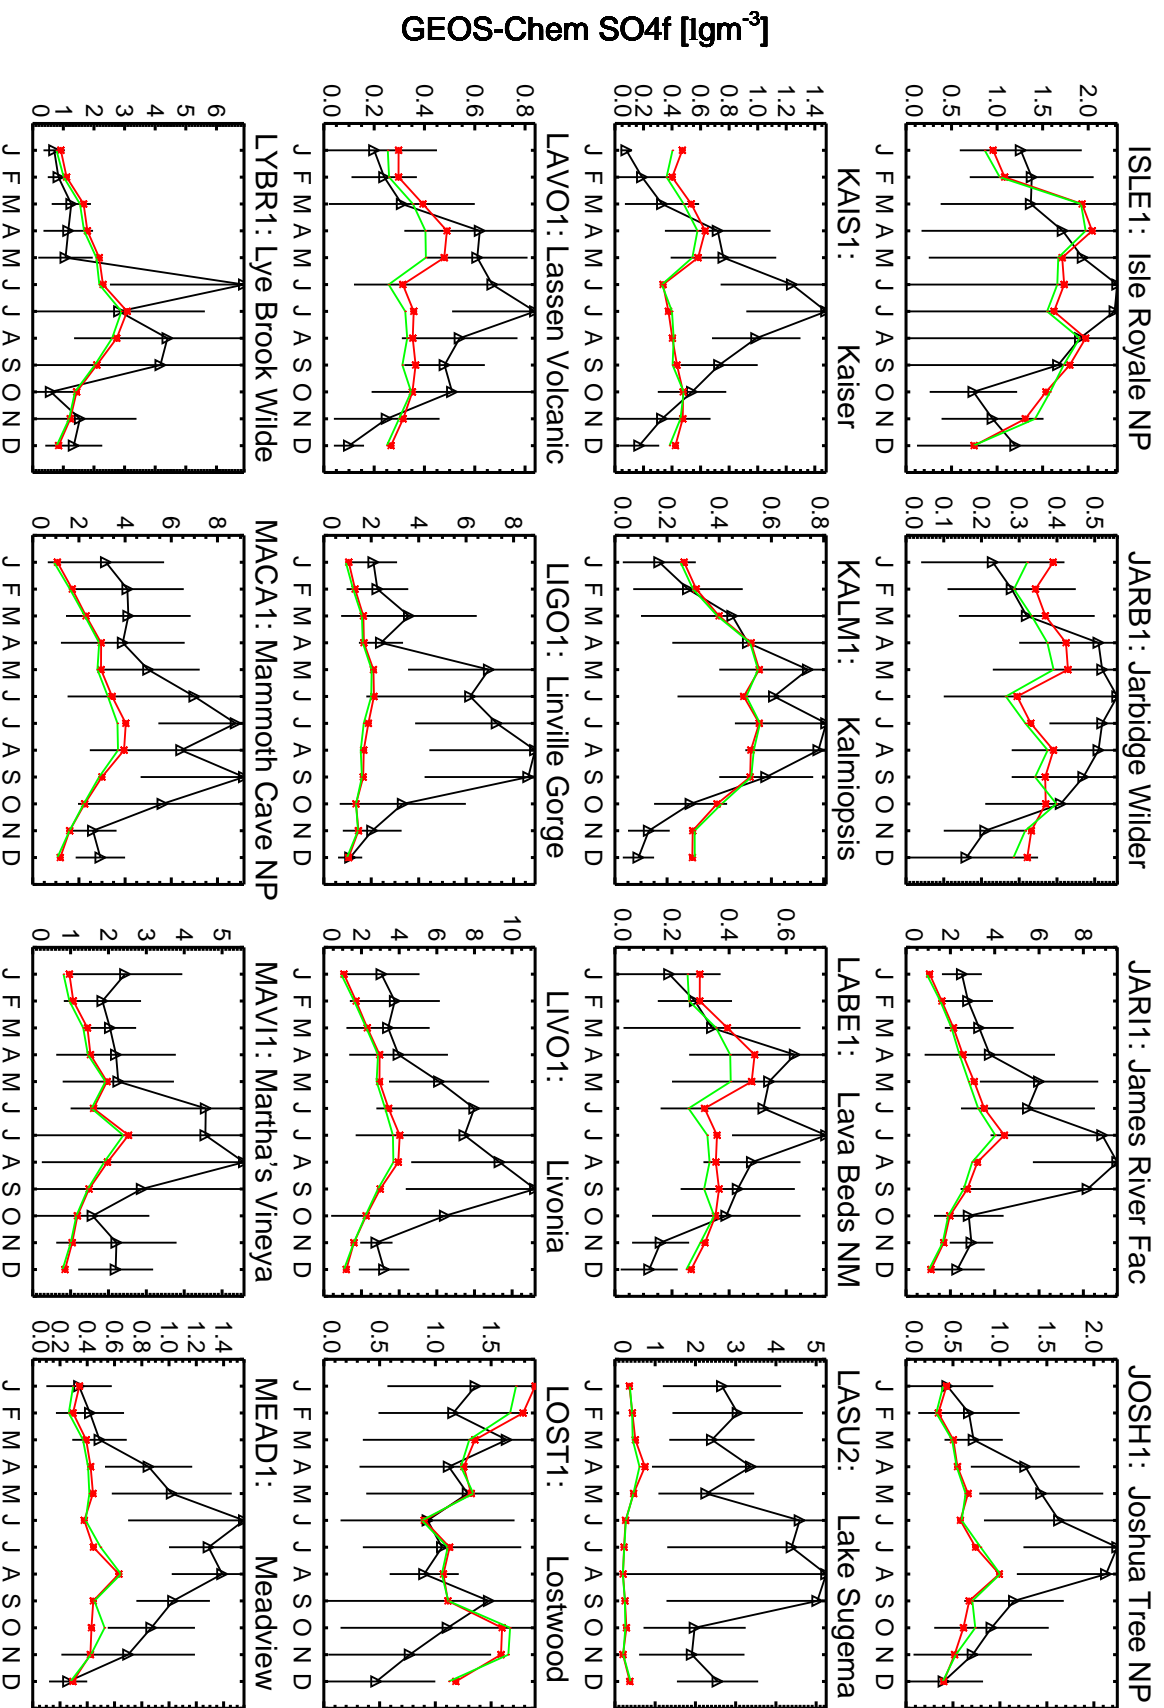 GEOS-Chem SO4f [lgm-3]
ISLE1: Isle Royale NP
0.0 0.5 1.0 1.5 2.0
J F M A M J J A S O N D
JARB1: Jarbidge Wilder
0.0 0.1 0.2 0.3 0.5
J F M A M J J A S O N D
JARI1: James River Fac
0 2 4 6 8
J F M A M J J A S O N D
JOSH1: Joshua Tree NP
0.0 0.5 1.0 1.5 2.0
J F M A M J J A S O N D
KAIS1: Kaiser
0.0 0.2 0.4 0.6 0.8 1.0 1.2 1.4
J F M A M J J A S O N D
KALM1: Kalmiopsis
0.0 0.2 0.4 0.6 0.8
J F M A M J J A S O N D
LABE1: Lava Beds NM
0.0 0.2 0.4 0.6
J F M A M J J A S O N D
LASU2: Lake Sugema
0 1 2 3 4 5
J F M A M J J A S O N D
LAVO1: Lassen Volcanic
0.0 0.2 0.4 0.6 0.8
J F M A M J J A S O N D
LIGO1: Linville Gorge
0 2 4 6 8
J F M A M J J A S O N D
LIVO1: Livonia
0 2 4 6 8 10
J F M A M J J A S O N D
LOST1: Lostwood
0.0 0.5 1.0 1.5
J F M A M J J A S O N D
LYBR1: Lye Brook Wilde
0 1 2 3 4 5 6
J F M A M J J A S O N D
MACA1: Mammoth Cave NP
0 2 4 6 8
J F M A M J J A S O N D
MAVI1: Martha's Vineya
0 1 2 3 4 5
J F M A M J J A S O N D
MEAD1: Meadview
0.0 0.2 0.4 0.6 0.8 1.0 1.2 1.4
J F M A M J J A S O N D